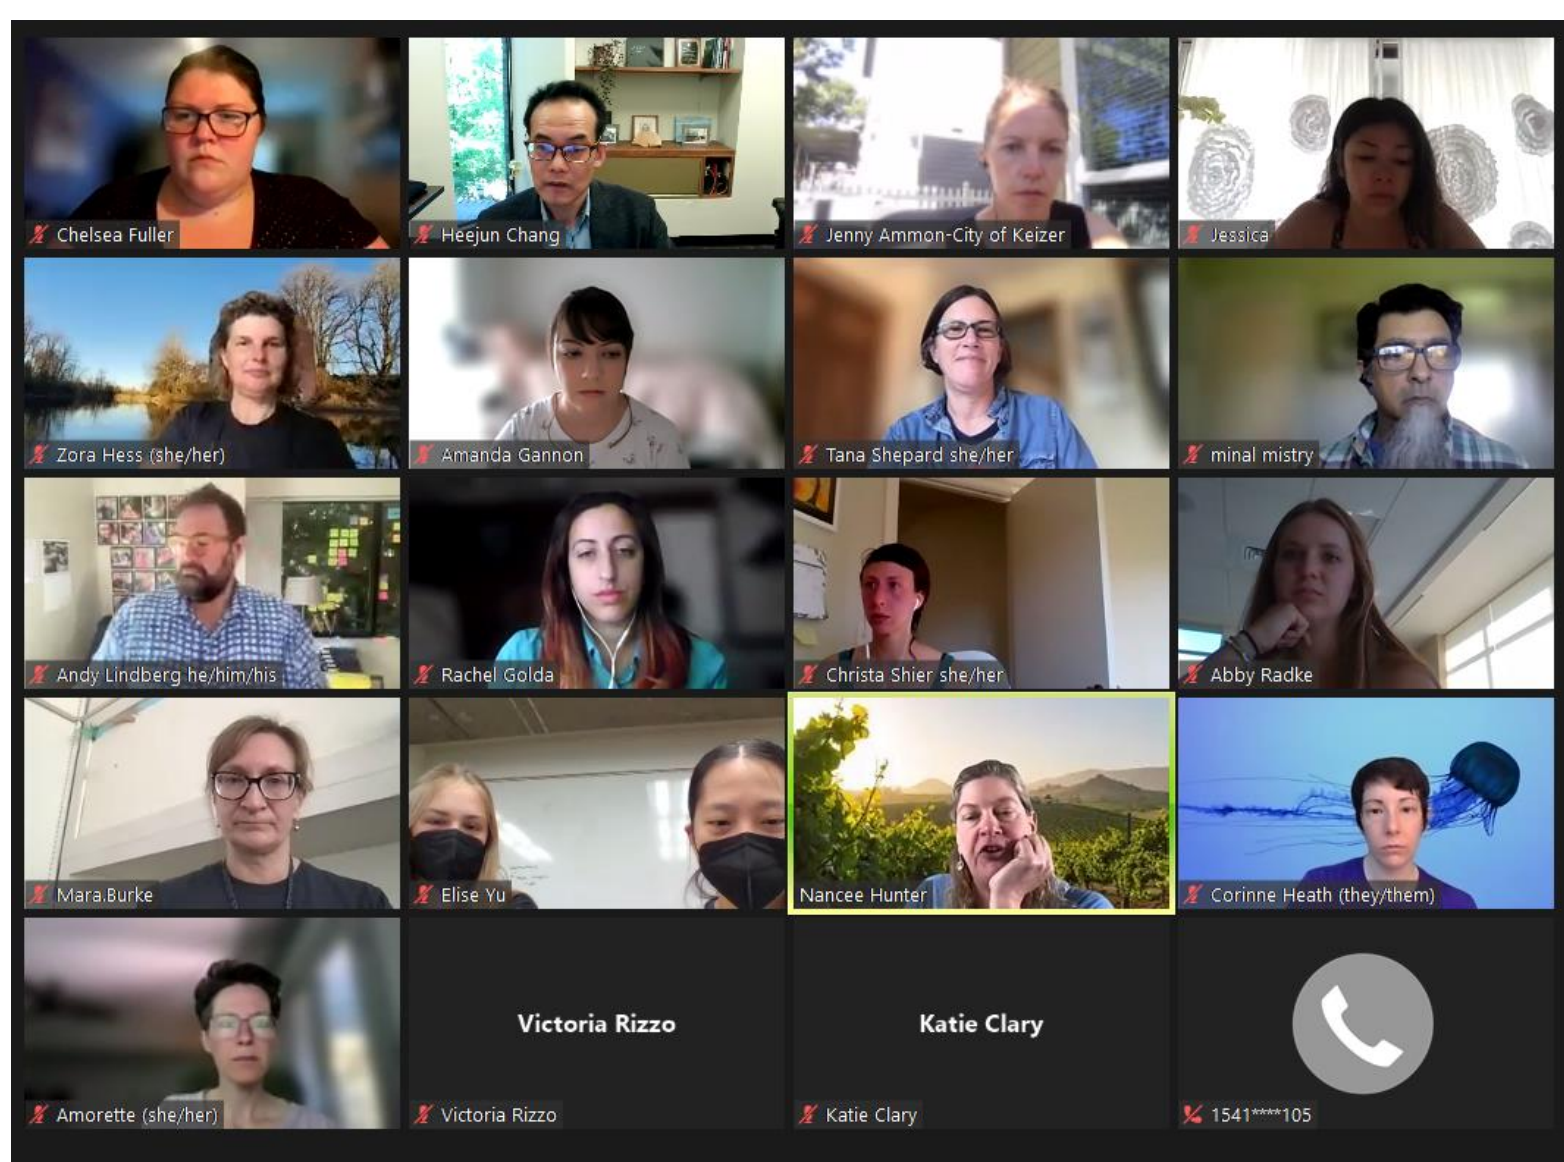 Chelsea Fuller
Heejun Chang
Jenny Ammon-City of Keizer
Jessica
Zora Hess (she/her)
Amanda Gannon
Tana Shepard she/her
minal mistry
Andy Lindberg he/him/his
Rachel Golda
Christa Shier she/her
Abby Radke
Mara.Burke
Elise Yu
Nancee Hunter
Corinne Heath (they/them)
Amorette (she/her)
Victoria Rizzo
Victoria Rizzo
Katie Clary
Katie Clary
1541****105